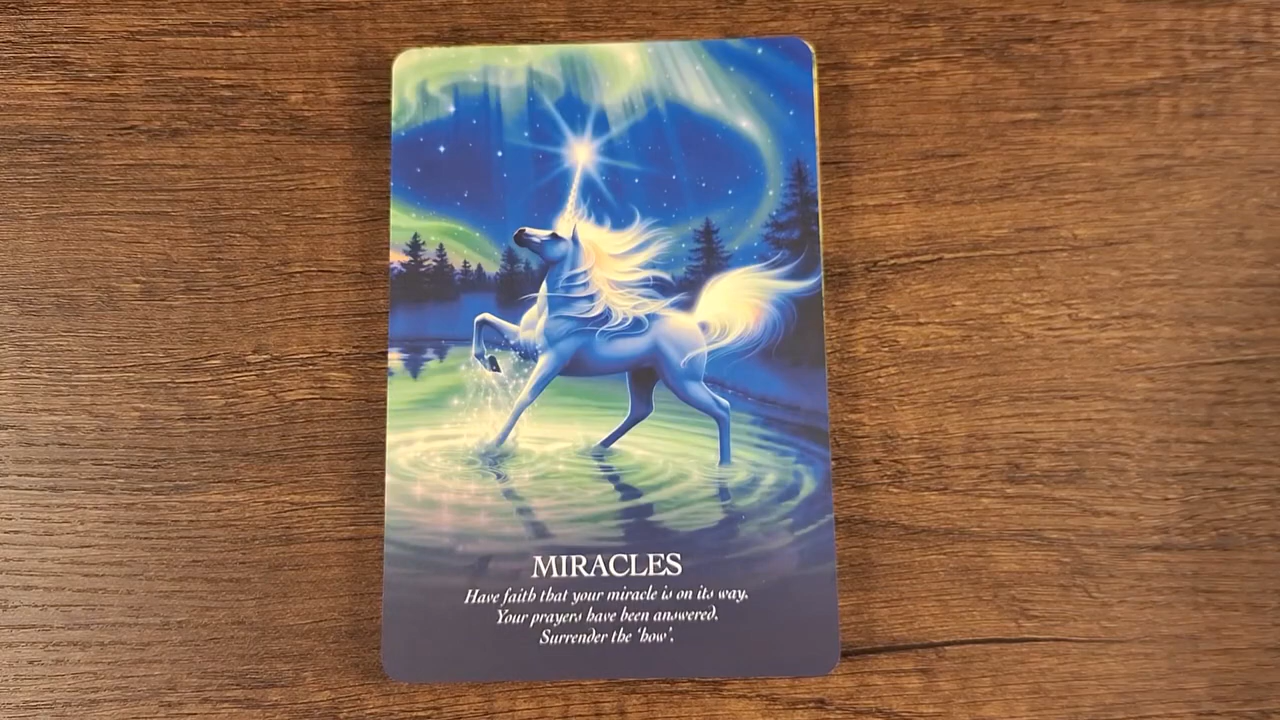 MIRACLES
Have faith that your miracle is on its way.
Your prayers have been answered.
Surrender the 'how'.